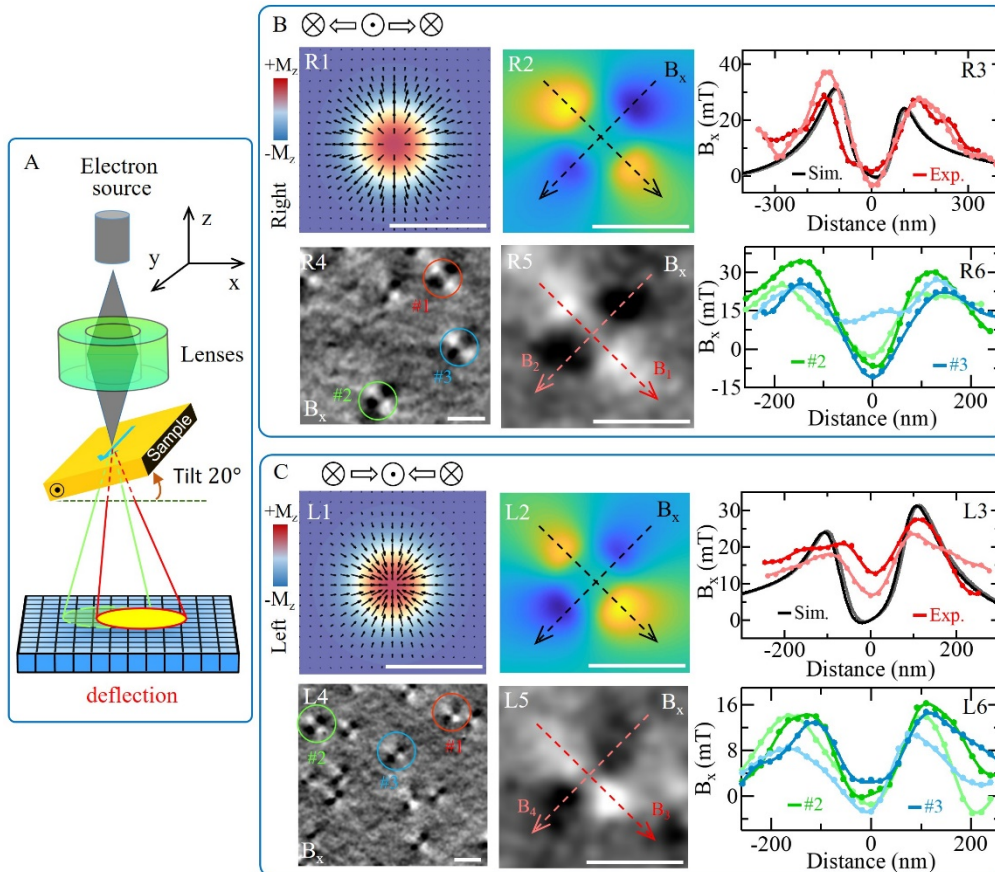 A
Electron
source
z
y
x
Lenses
Sample
Tilt 20°
deflection
B
+Mz
-Mz
Right
R1
R2
Bx
R3
Bx (mT)
40
20
0
Sim.
Exp.
-300
0
300
Distance (nm)
R4
#1
#3
#2
Bx
R5
Bx
B2
B1
R6
Bx (mT)
30
15
0
-15
#2
#3
-200
0
200
Distance (nm)
C
+Mz
-Mz
Left
L1
L2
Bx
L3
Bx (mT)
30
20
10
0
Sim.
Exp.
-200
0
200
Distance (nm)
L4
#2
#1
#3
Bx
L5
Bx
B4
L6
Bx (mT)
16
8
0
#2
#3
-200
-100
0
100
200
Distance (nm)